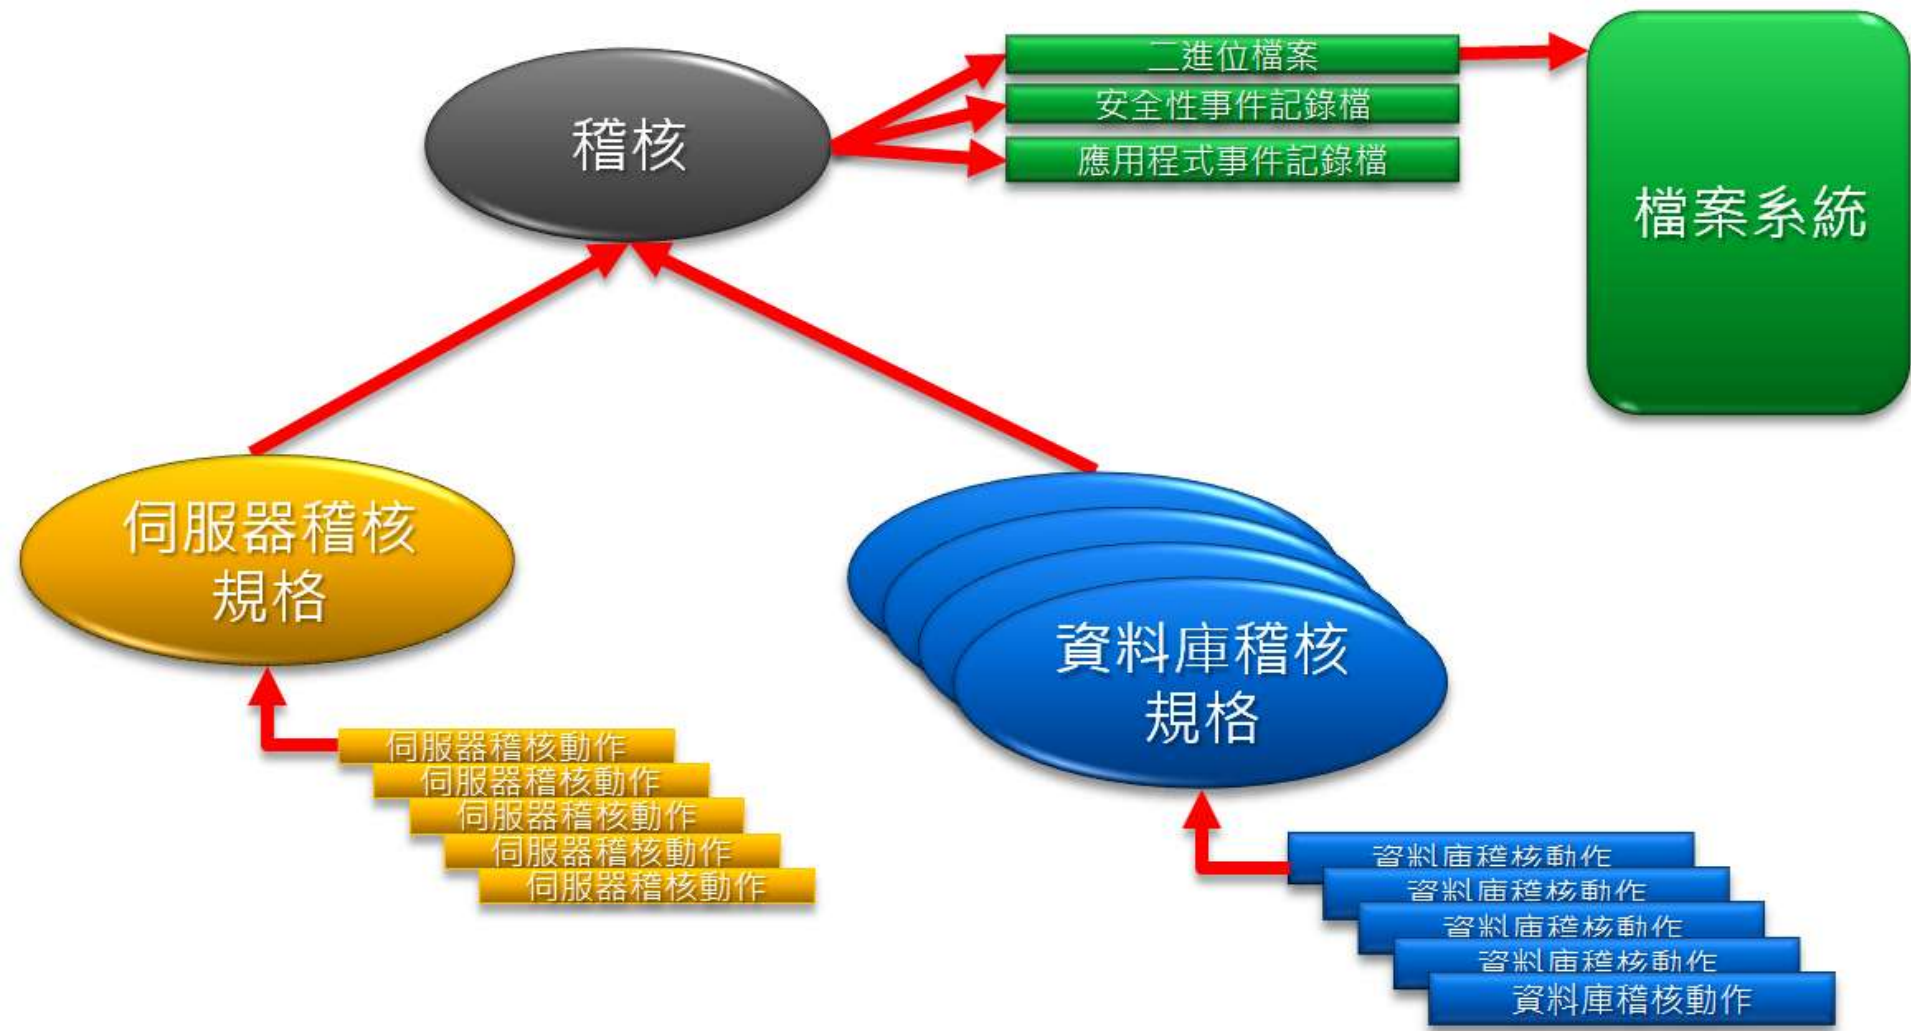 稽核
二進位檔案
安全性事件記錄檔
應用程式事件記錄檔
檔案系統
伺服器稽核
規格
資料庫稽核
規格
伺服器稽核動作
伺服器稽核動作
伺服器稽核動作
伺服器稽核動作
伺服器稽核動作
資料庫稽核動作
資料庫稽核動作
資料庫稽核動作
資料庫稽核動作
資料庫稽核動作